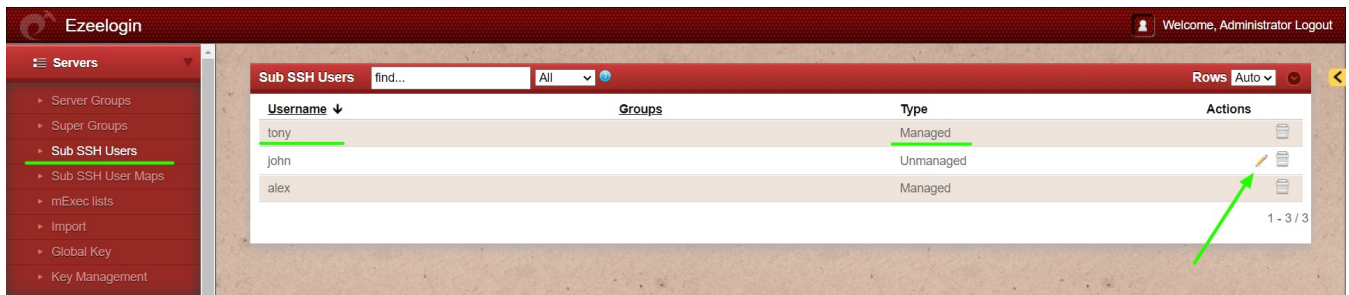 Ezeelogin
Welcome, Administrator Logout
Servers
Server Groups
Super Groups
Sub SSH Users
Sub SSH User Maps
mExec lists
Import
Global Key
Key Management
Sub SSH Users find... All Rows Auto
Username Groups Type Actions
tony Managed
john Unmanaged
alex Managed
1 - 3 / 3